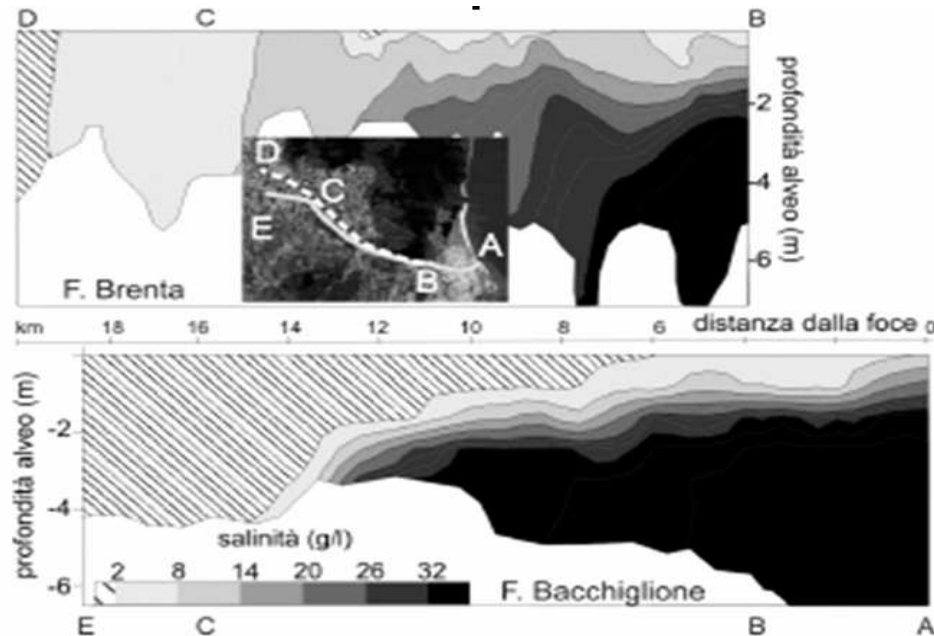 D C B
profondità alveo (m)
-2
-4
-6
D
C
E
A
B
F. Brenta
km 18 16 14 12 10 8 6 distanza dalla foce 0
profondità alveo (m)
-2
-4
-6
salinità (g/l)
2 8 14 20 26 32
F. Bacchiglione
E C B A